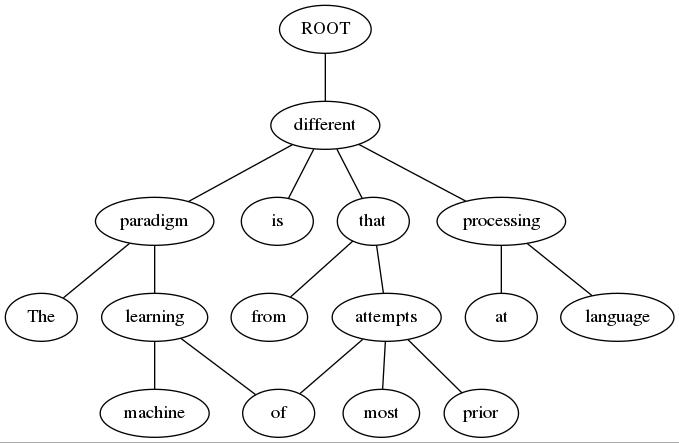 ROOT
different
paradigm is that processing
The learning from attempts at language
machine of most prior